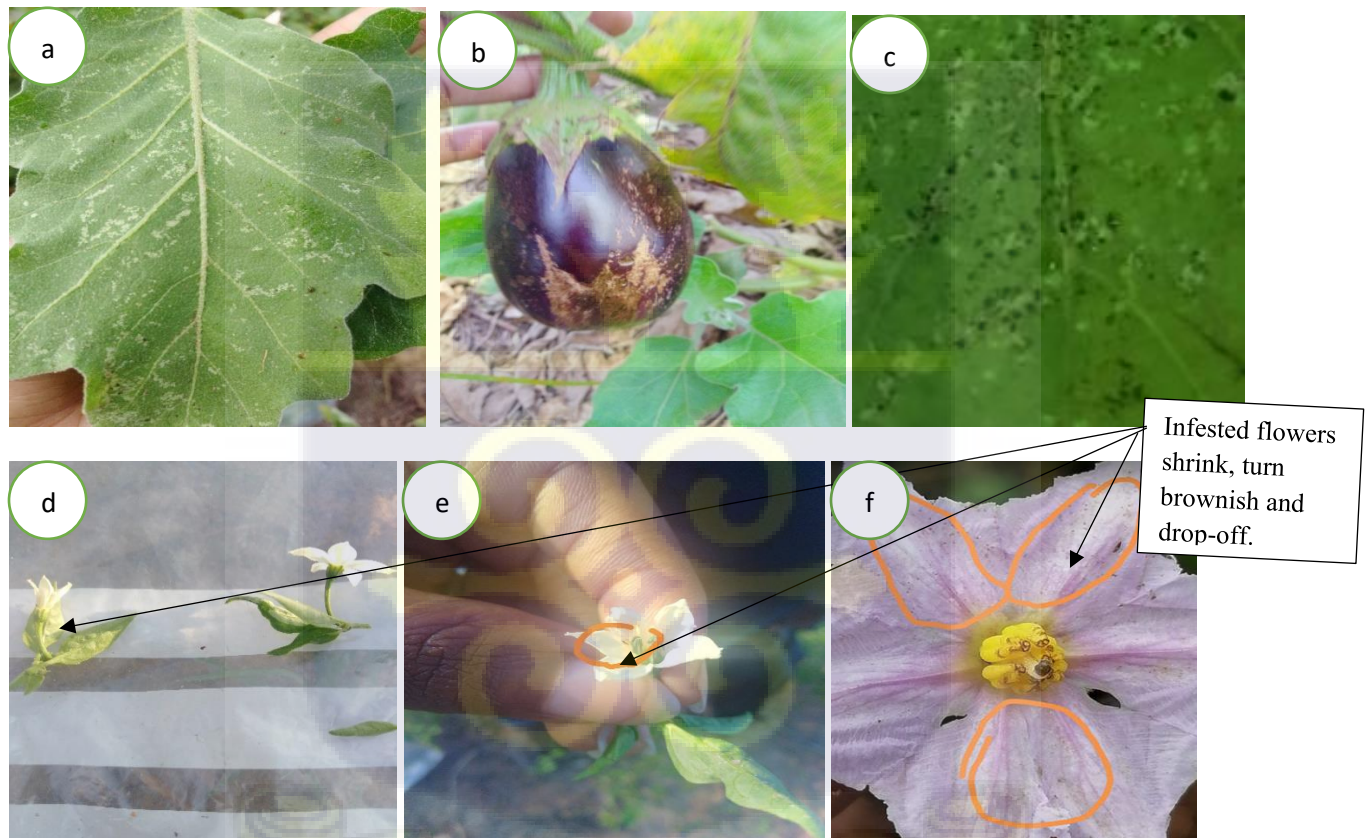 a
b
c
Infested flowers
shrink, turn
brownish and
drop-off.
d
e
f